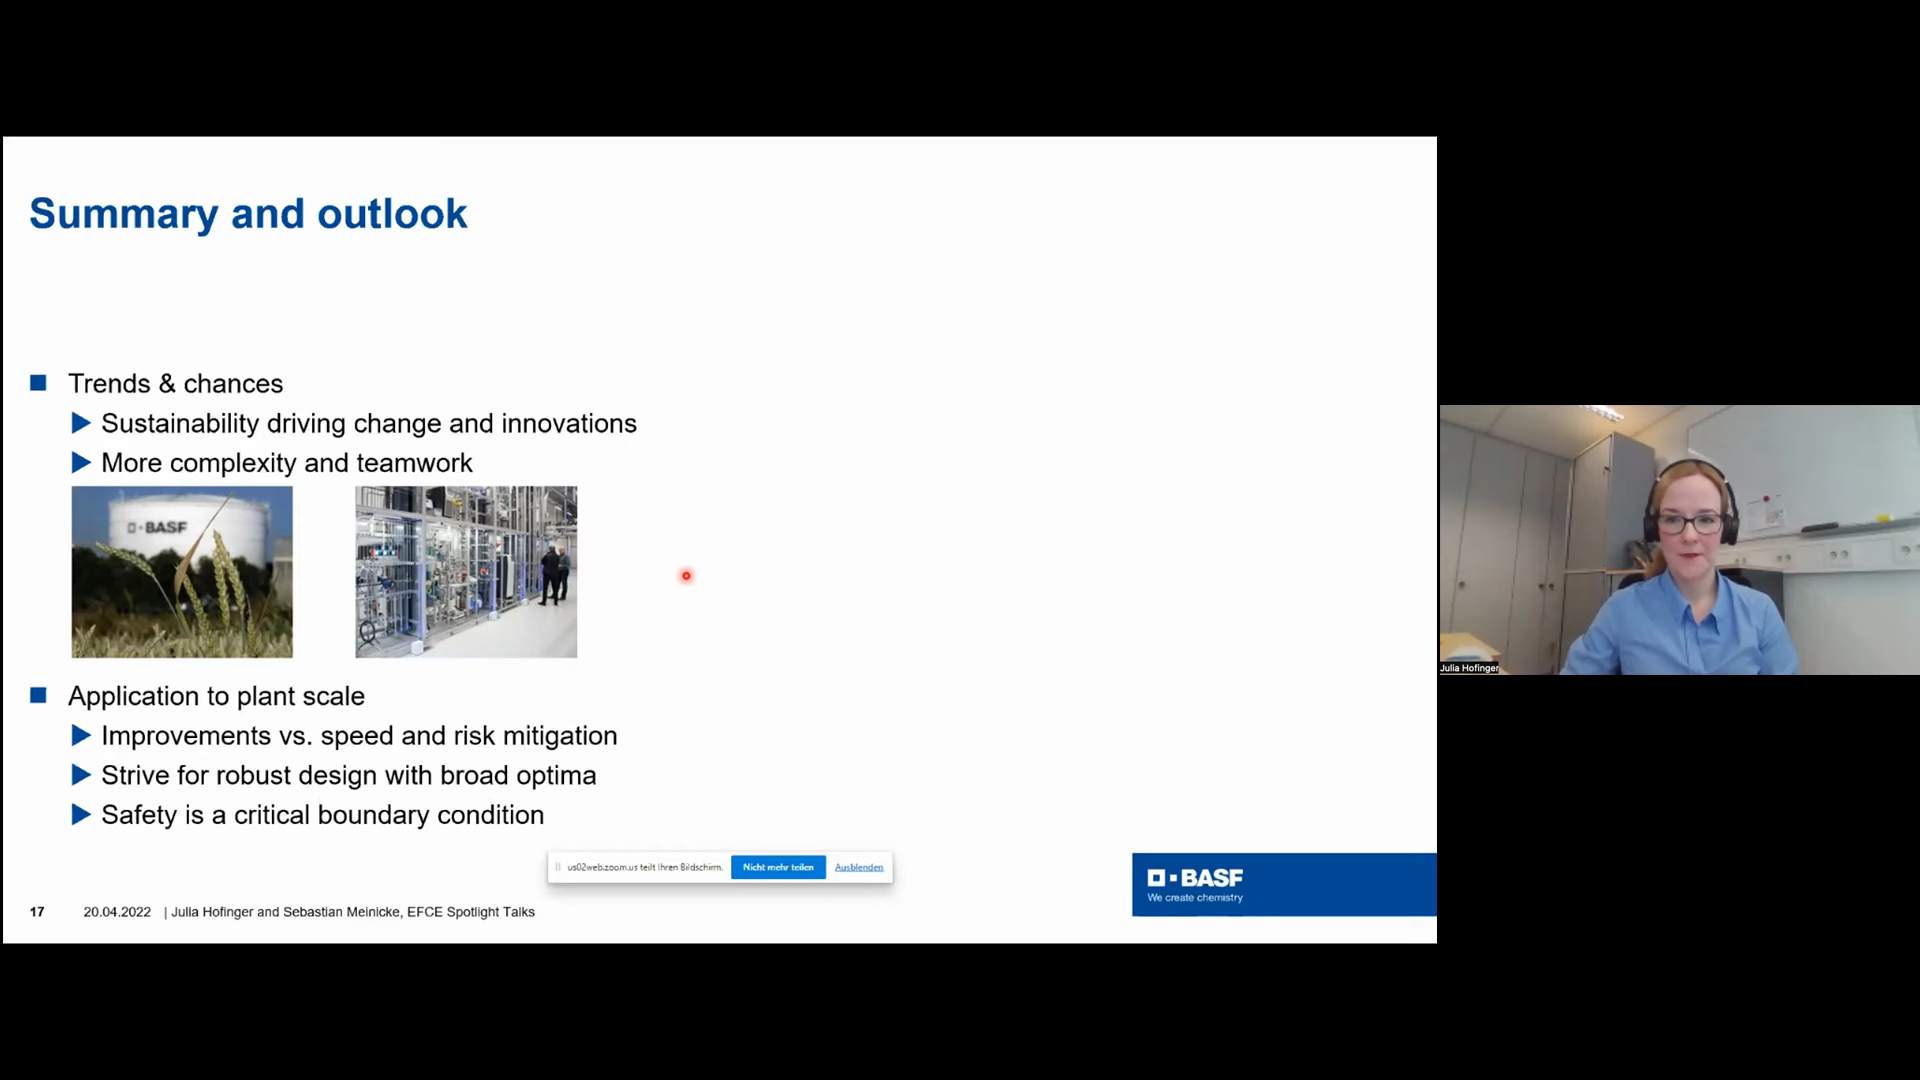 Summary and outlook
Trends & chances
Sustainability driving change and innovations
More complexity and teamwork
BASF
Application to plant scale
Improvements vs. speed and risk mitigation
Strive for robust design with broad optima
Safety is a critical boundary condition
us02web.zoom.us teilt Ihren Bildschirm. Nicht mehr teilen Ausblenden
BASF
We create chemistry
17 20.04.2022 | Julia Hofinger and Sebastian Meinicke, EFCE Spotlight Talks
Julia Hofinger